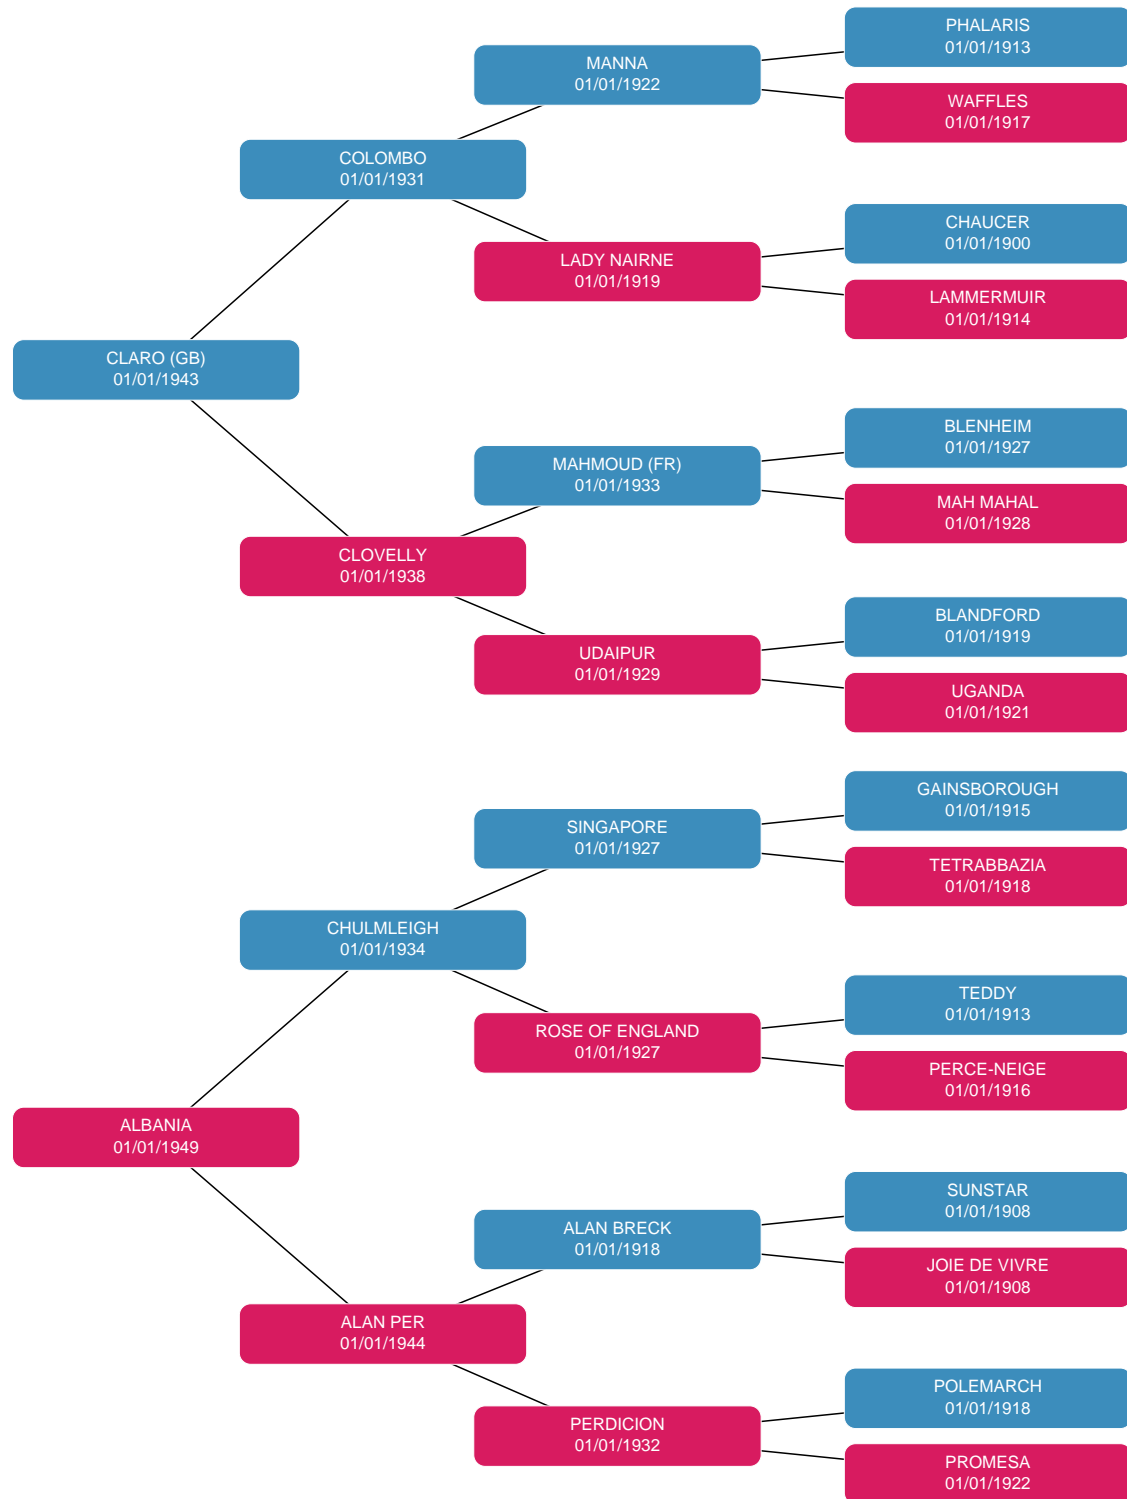 PHALARIS
01/01/1913
MANNA
01/01/1922
WAFFLES
01/01/1917
COLOMBO
01/01/1931
CHAUCER
01/01/1900
LADY NAIRNE
01/01/1919
LAMMERMUIR
01/01/1914
CLARO (GB)
01/01/1943
BLENHEIM
01/01/1927
MAHMOUD (FR)
01/01/1933
MAH MAHAL
01/01/1928
CLOVELLY
01/01/1938
BLANDFORD
01/01/1919
UDAIPUR
01/01/1929
UGANDA
01/01/1921
GAINSBOROUGH
01/01/1915
SINGAPORE
01/01/1927
TETRABBAZIA
01/01/1918
CHULMLEIGH
01/01/1934
TEDDY
01/01/1913
ROSE OF ENGLAND
01/01/1927
PERCE-NEIGE
01/01/1916
ALBANIA
01/01/1949
SUNSTAR
01/01/1908
ALAN BRECK
01/01/1918
JOIE DE VIVRE
01/01/1908
ALAN PER
01/01/1944
POLEMARCH
01/01/1918
PERDICION
01/01/1932
PROMESA
01/01/1922